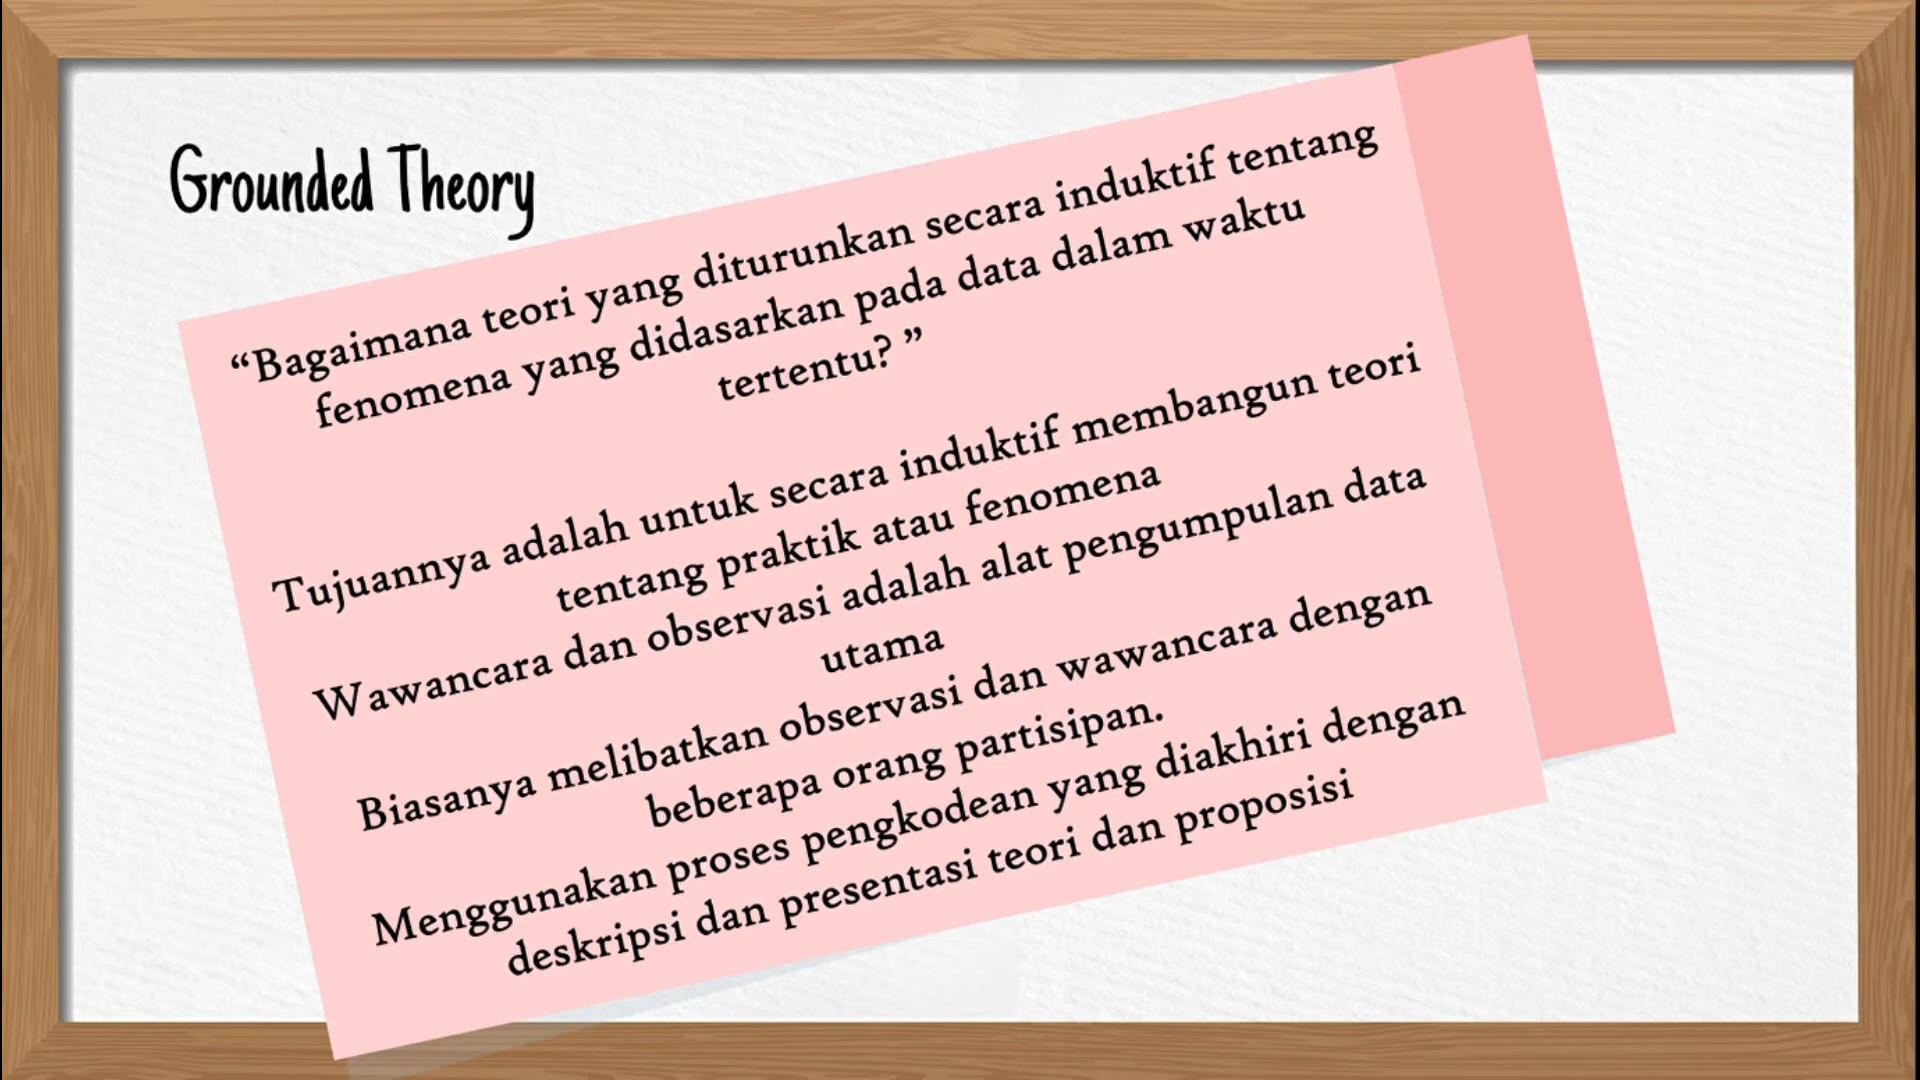 Grounded Theory
“Bagaimana teori yang diturunkan secara induktif tentang
fenomena yang didasarkan pada data dalam waktu
tertentu? ”
Tujuannya adalah untuk secara induktif membangun teori
tentang praktik atau fenomena
Wawancara dan observasi adalah alat pengumpulan data
utama
Biasanya melibatkan observasi dan wawancara dengan
beberapa orang partisipan.
Menggunakan proses pengkodean yang diakhiri dengan
deskripsi dan presentasi teori dan proposisi